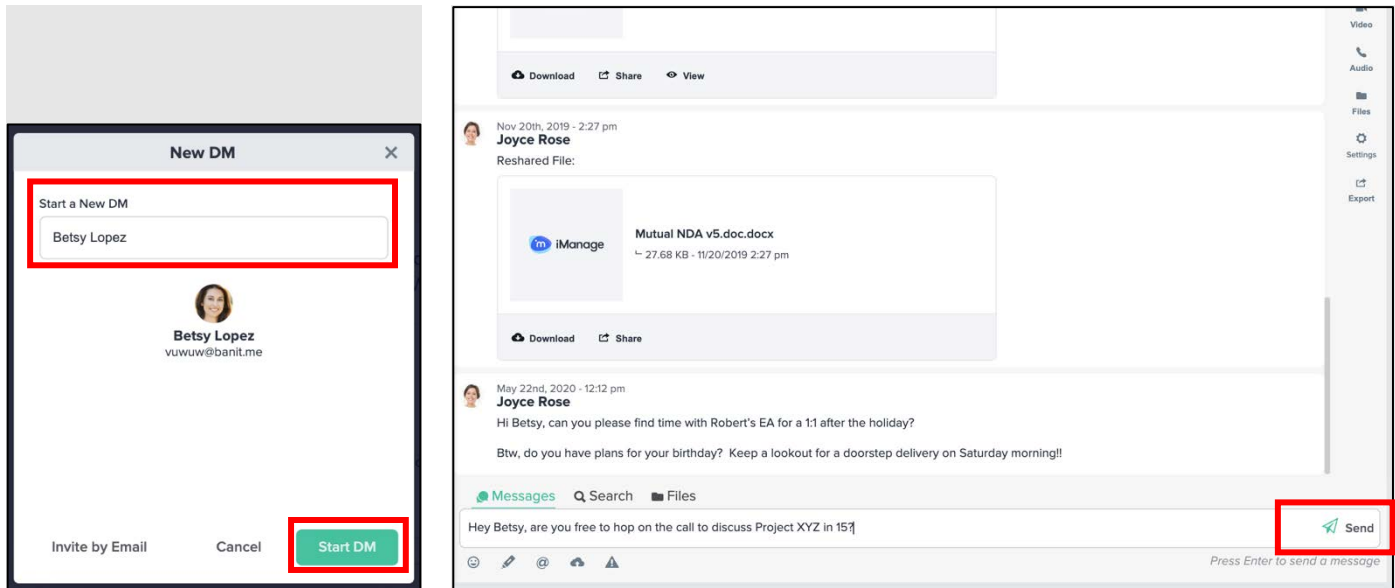 New DM
Start a New DM
Betsy Lopez
Betsy Lopez
vuwuw@banit.me
Invite by Email Cancel Start DM
Download Share View
Nov 20th, 2019 - 2:27 pm
Joyce Rose
Reshared File:
iManage
Mutual NDA v5.doc.docx
27.68 KB - 11/20/2019 2:27 pm
Download Share
May 22nd, 2020 - 12:12 pm
Joyce Rose
Hi Betsy, can you please find time with Robert's EA for a 1:1 after the holiday?
Btw, do you have plans for your birthday? Keep a lookout for a doorstep delivery on Saturday morning!!
Messages Search Files
Hey Betsy, are you free to hop on the call to discuss Project XYZ in 15?
Send
@
Press Enter to send a message
Video
Audio
Files
Settings
Export